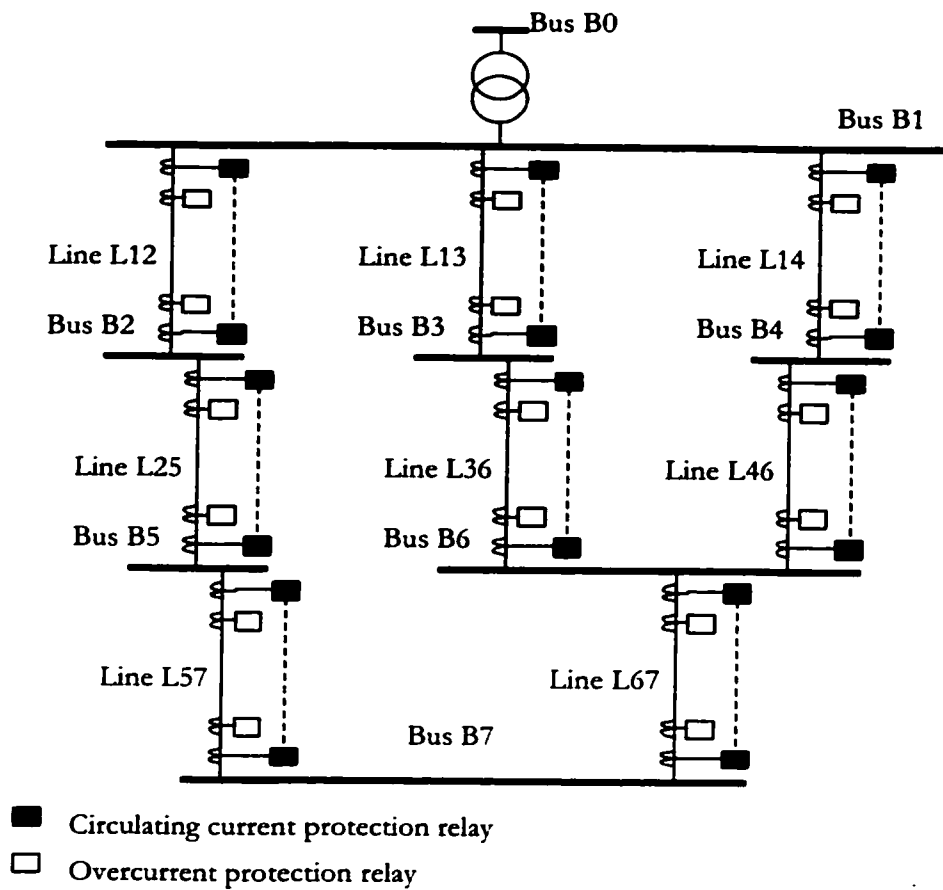 Bus B0
Bus B1
Line L12
Line L13
Line L14
Bus B2
Bus B3
Bus B4
Line L25
Line L36
Line L46
Bus B5
Bus B6
Line L57
Line L67
Bus B7
Circulating current protection relay
Overcurrent protection relay